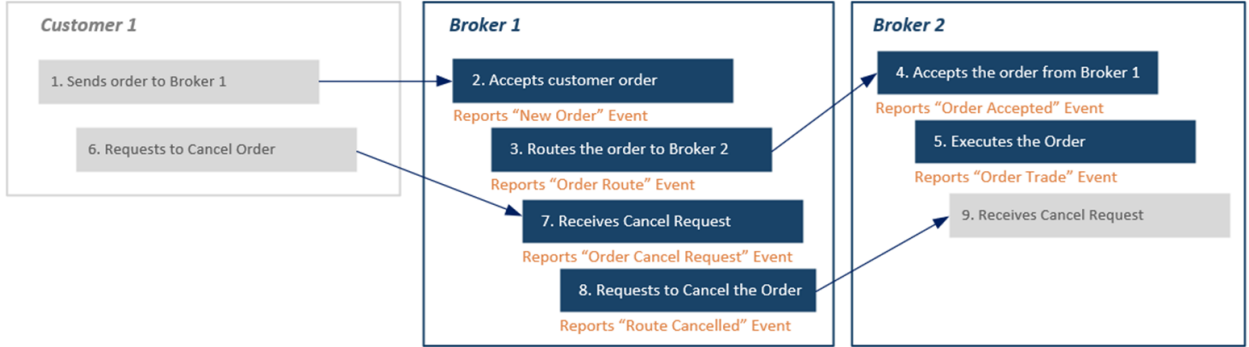 Customer 1
1. Sends order to Broker 1
6. Requests to Cancel Order
Broker 1
2. Accepts customer order
Reports “New Order” Event
3. Routes the order to Broker 2
Reports “Order Route” Event
7. Receives Cancel Request
Reports “Order Cancel Request” Event
8. Requests to Cancel the Order
Reports “Route Cancelled” Event
Broker 2
4. Accepts the order from Broker 1
Reports “Order Accepted” Event
5. Executes the Order
Reports “Order Trade” Event
9. Receives Cancel Request